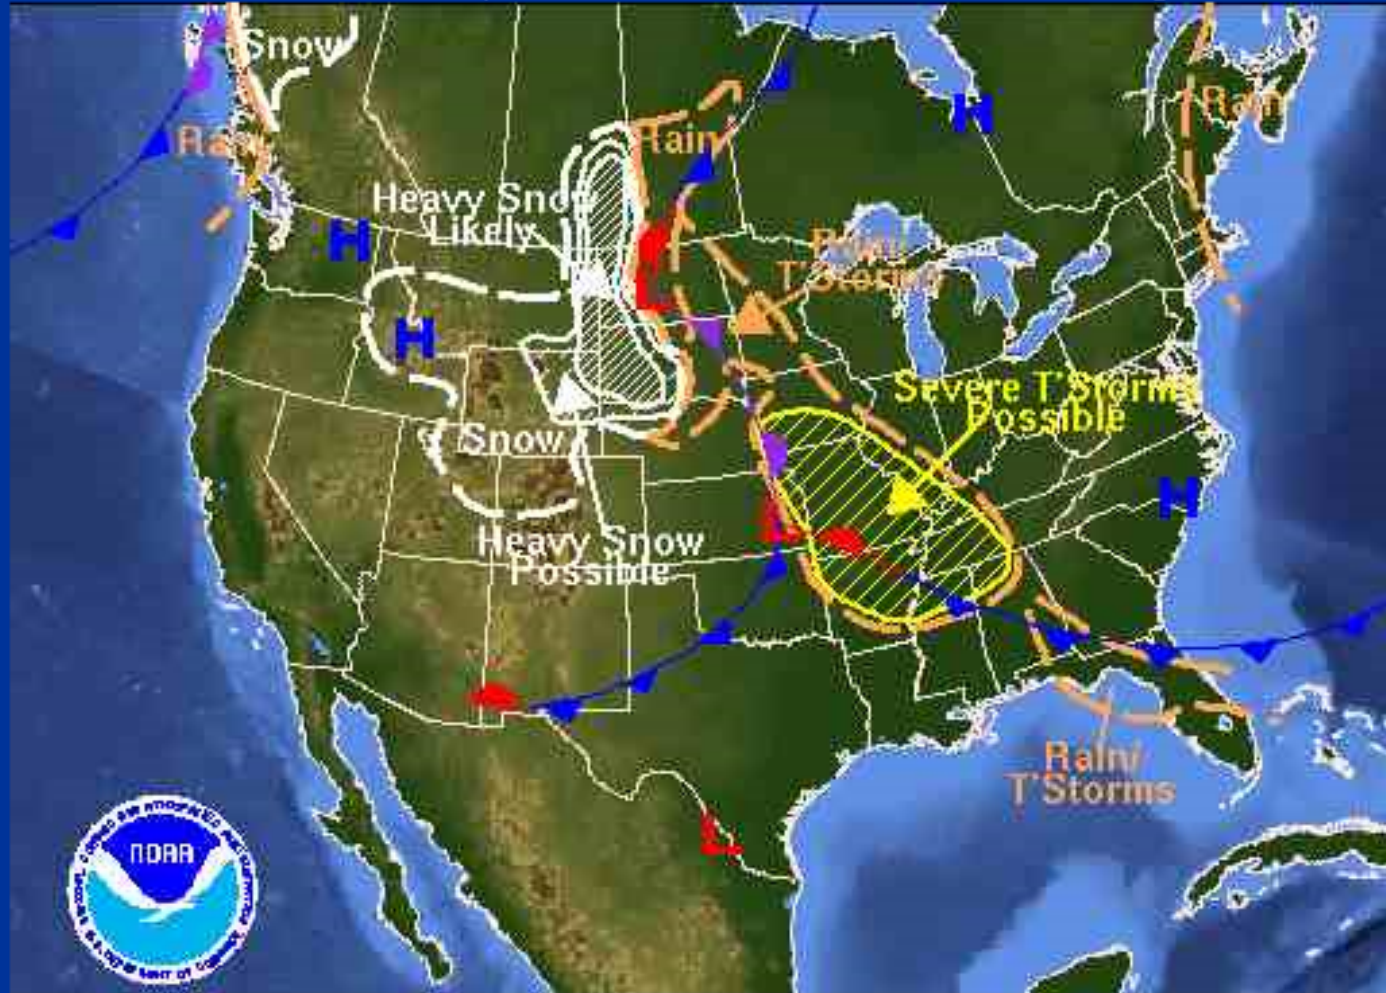 Snow
H
Rain
Rain
Rain
Heavy Snow
Likely
H
Rain/
T'Storms
L
H
Severe T'Storms
Possible
Snow
H
L
Heavy Snow
Possible
Rain/
T'Storms
L
NOAA